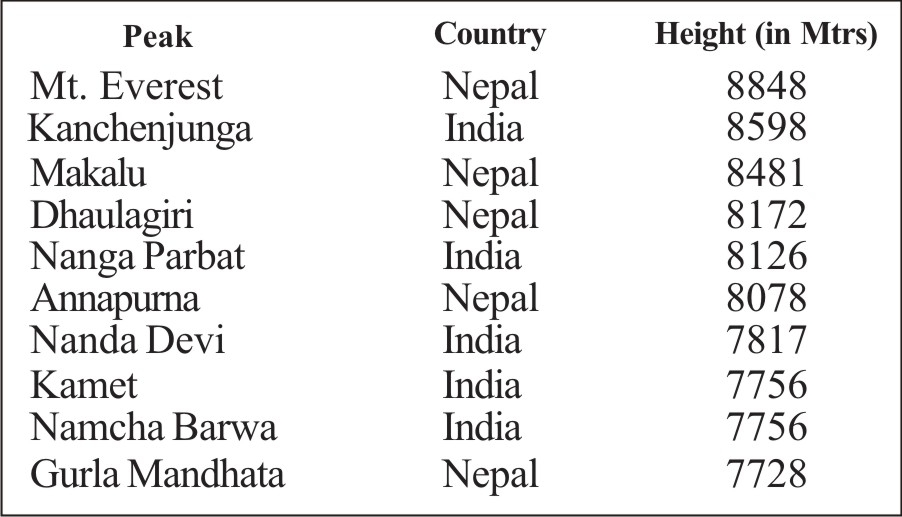 Peak Country Height (in Mtrs)
Mt. Everest Nepal 8848
Kanchenjunga India 8598
Makalu Nepal 8481
Dhaulagiri Nepal 8172
Nanga Parbat India 8126
Annapurna Nepal 8078
Nanda Devi India 7817
Kamet India 7756
Namcha Barwa India 7756
Gurla Mandhata Nepal 7728